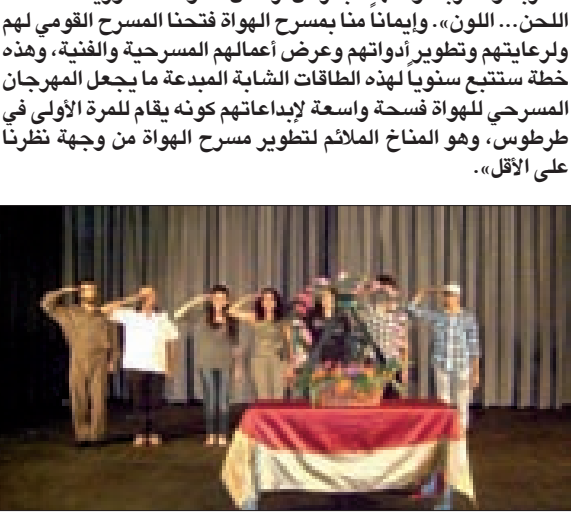 اللحن... اللون». وإيماناً منا بمسرح الهواة فتحنا المسرح القومي لهم
ولرعايتهم وتطوير أدواتهم وعرض أعمالهم المسرحية والفنية، وهذه
خطة ستتبع سنوياً لهذه الطاقات الشابة المبدعة ما يجعل المهرجان
المسرحي للهواة فسحة واسعة لإبداعاتهم كونه يقام للمرة الأولى في
طرطوس، وهو المناخ الملائم لتطوير مسرح الهواة من وجهة نظرنا
على الأقل».